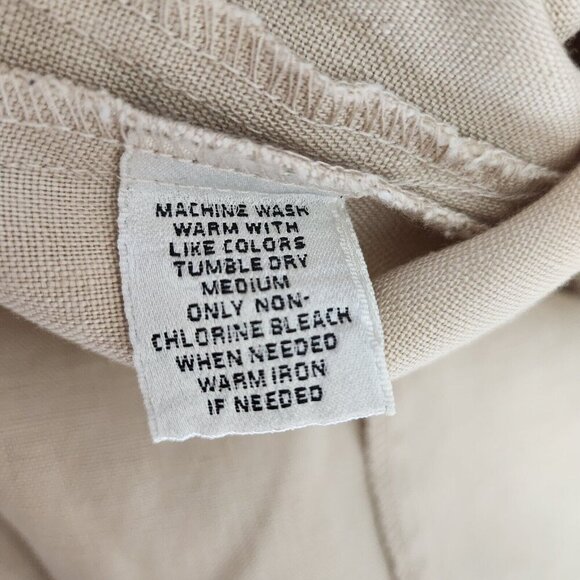 MACHINE WASH
WARM WITH
LIKE COLORS
TUMBLE DRY
MEDIUM
ONLY NON-
CHLORINE BLEACH
WHEN NEEDED
WARM IRON
IF NEEDED